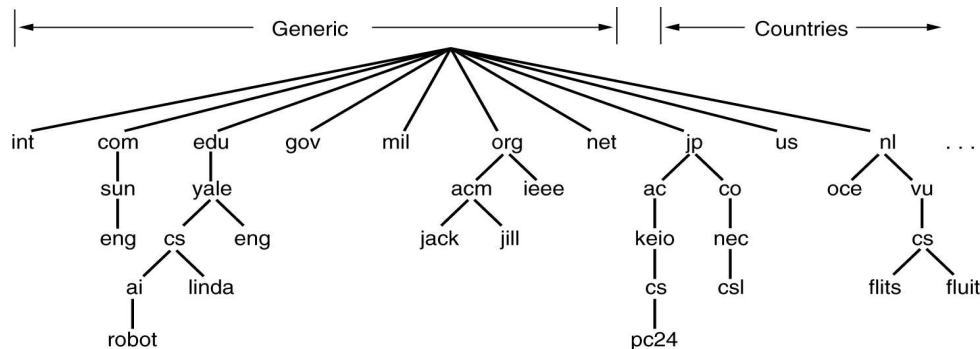 Generic Countries
int com edu gov mil org net jp us nl . . .
sun yale acm ieee ac co oce vu
eng cs eng jack jill keio nec cs
ai linda cs csl flits fluit
robot pc24